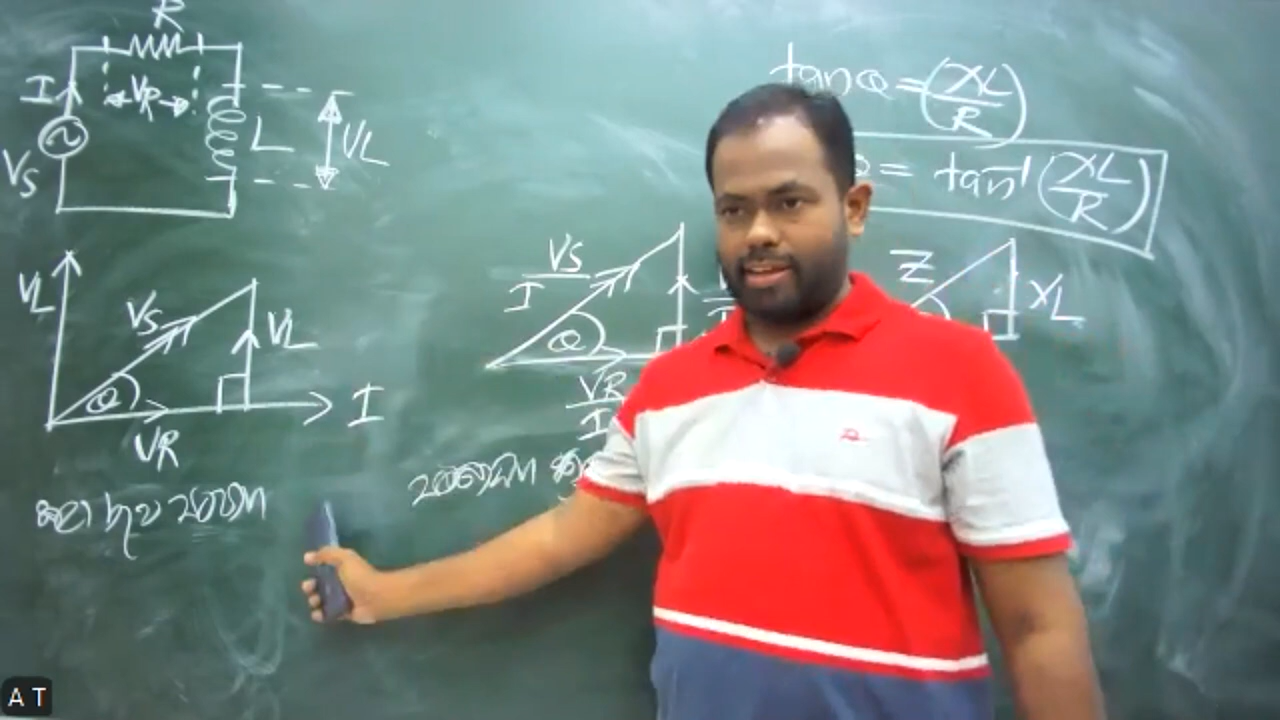 R
I
VR
L
VL
VS
tanθ = (XL/R)
= tan⁻¹ (XL/R)
VL
VS
VL
θ
I
VR
VS/I
θ
VR/I
Z
XL
A T